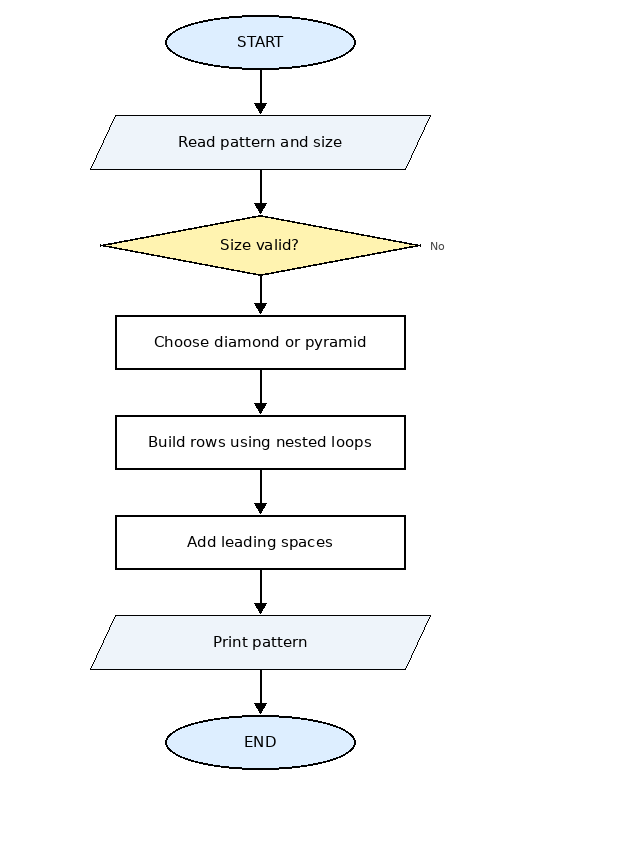 START
Read pattern and size
Size valid?
No
Choose diamond or pyramid
Build rows using nested loops
Add leading spaces
Print pattern
END